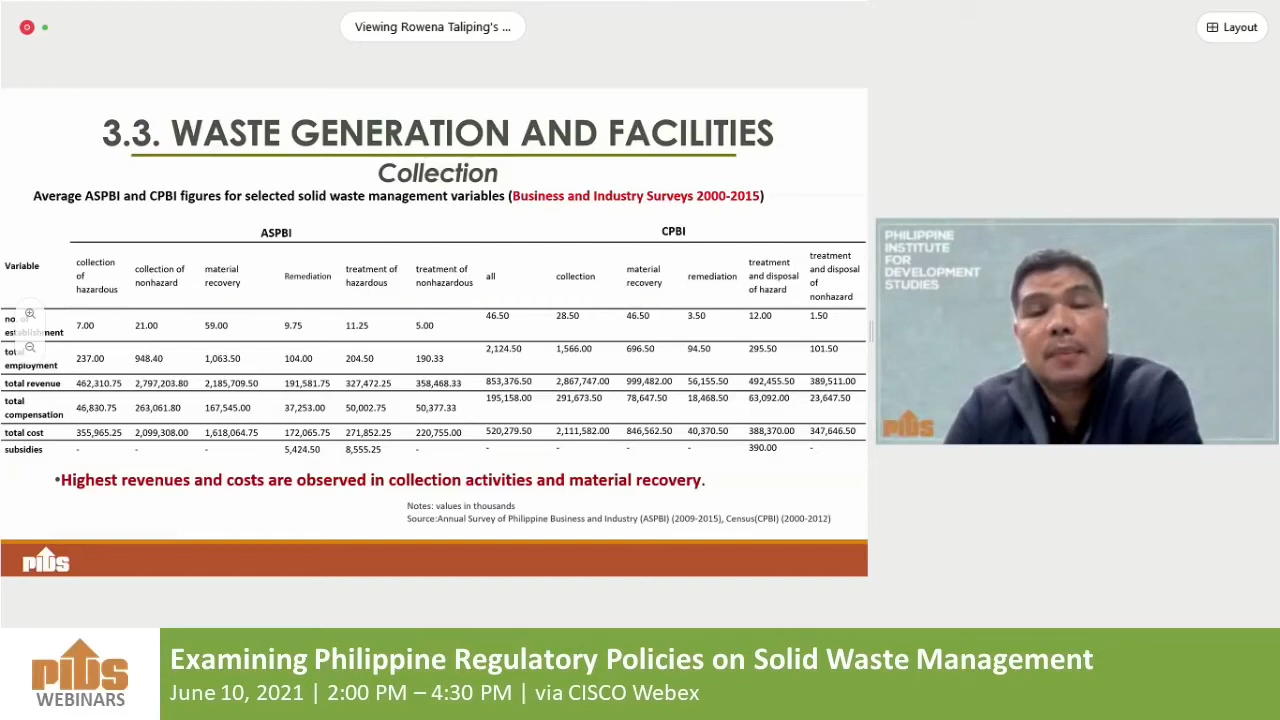 Viewing Rowena Taliping's ...
Layout
3.3. WASTE GENERATION AND FACILITIES
Collection
Average ASPBI and CPBI figures for selected solid waste management variables (Business and Industry Surveys 2000-2015)
ASPBI CPBI
Variable collection of hazardous collection of nonhazard material recovery Remediation treatment of hazardous treatment of nonhazardous all collection material recovery remediation treatment and disposal of hazard treatment and disposal of nonhazard
establishment 7.00 21.00 59.00 9.75 11.25 5.00 46.50 28.50 46.50 3.50 12.00 1.50
employment 237.00 948.40 1,063.50 104.00 204.50 190.33 2,124.50 1,566.00 696.50 94.50 295.50 101.50
total revenue 462,310.75 2,797,203.80 2,185,709.50 191,581.75 327,472.25 358,468.33 853,376.50 2,867,747.00 999,482.00 56,155.50 492,455.50 389,511.00
total compensation 46,830.75 263,061.80 167,545.00 37,253.00 50,002.75 50,377.33 195,158.00 291,673.50 78,647.50 18,468.50 63,092.00 23,647.50
total cost 355,965.25 2,099,308.00 1,618,064.75 172,065.75 271,852.25 220,755.00 520,279.50 2,111,582.00 846,562.50 40,370.50 388,370.00 347,646.50
subsidies - - - 5,424.50 8,555.25 - - - - - 390.00 -
•Highest revenues and costs are observed in collection activities and material recovery.
Notes: values in thousands
Source:Annual Survey of Philippine Business and Industry (ASPBI) (2009-2015), Census(CPBI) (2000-2012)
PIDS
PHILIPPINE
INSTITUTE
FOR
DEVELOPMENT
STUDIES
PIDS
PIDS
WEBINARS
Examining Philippine Regulatory Policies on Solid Waste Management
June 10, 2021 | 2:00 PM – 4:30 PM | via CISCO Webex